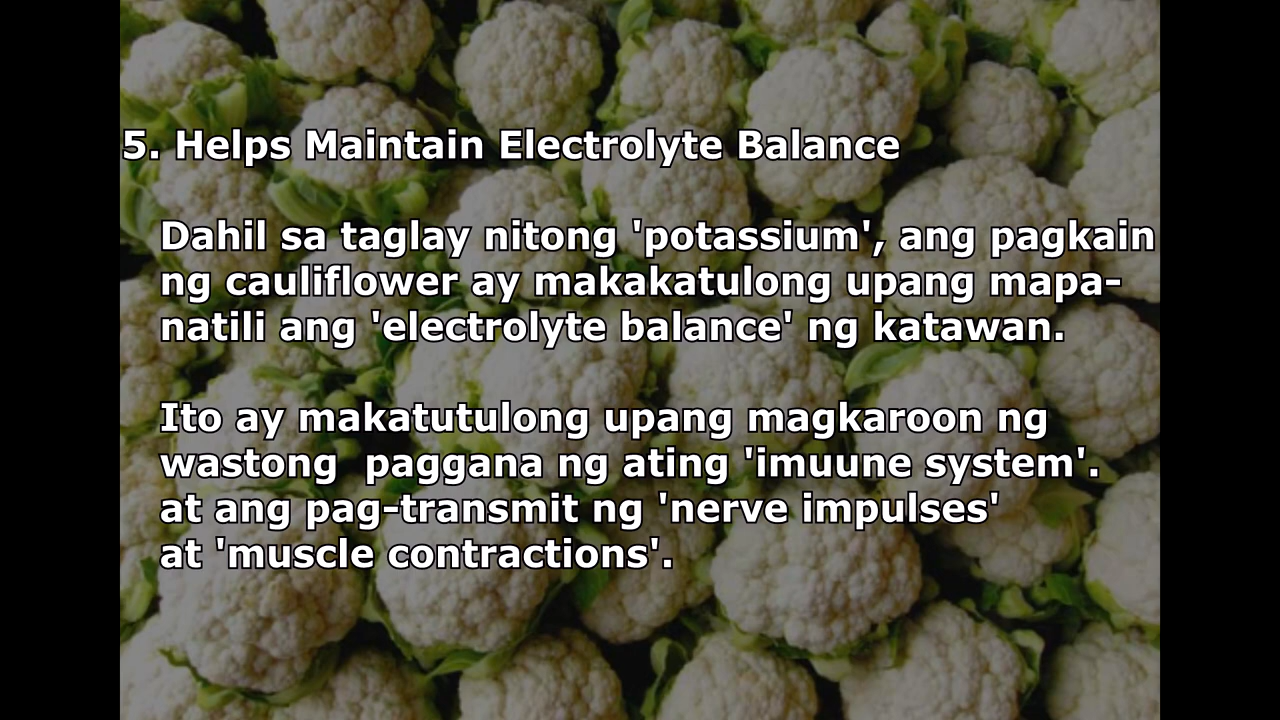 5. Helps Maintain Electrolyte Balance
Dahil sa taglay nitong 'potassium', ang pagkain
ng cauliflower ay makakatulong upang mapa-
natili ang 'electrolyte balance' ng katawan.
Ito ay makatutulong upang magkaroon ng
wastong  paggana ng ating 'imuune system'.
at ang pag-transmit ng 'nerve impulses'
at 'muscle contractions'.